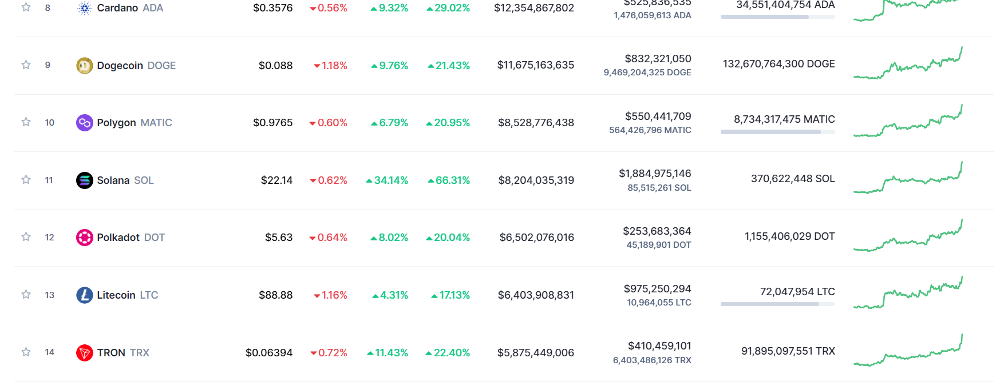 8 Cardano ADA $0.3576 0.56% 9.32% 29.02% $12,354,867,802 $525,836,535 34,551,404,754 ADA
1,476,059,613 ADA
9 Dogecoin DOGE $0.088 1.18% 9.76% 21.43% $11,675,163,635 $832,321,050 132,670,764,300 DOGE
9,469,204,325 DOGE
10 Polygon MATIC $0.9765 0.60% 6.79% 20.95% $8,528,776,438 $550,441,709 8,734,317,475 MATIC
564,426,796 MATIC
11 Solana SOL $22.14 0.62% 34.14% 66.31% $8,204,035,319 $1,884,975,146 370,622,448 SOL
85,515,261 SOL
12 Polkadot DOT $5.63 0.64% 8.02% 20.04% $6,502,076,016 $253,683,364 1,155,406,029 DOT
45,189,901 DOT
13 Litecoin LTC $88.88 1.16% 4.31% 17.13% $6,403,908,831 $975,250,294 72,047,954 LTC
10,964,055 LTC
14 TRON TRX $0.06394 0.72% 11.43% 22.40% $5,875,449,006 $410,459,101 91,895,097,551 TRX
6,403,486,126 TRX